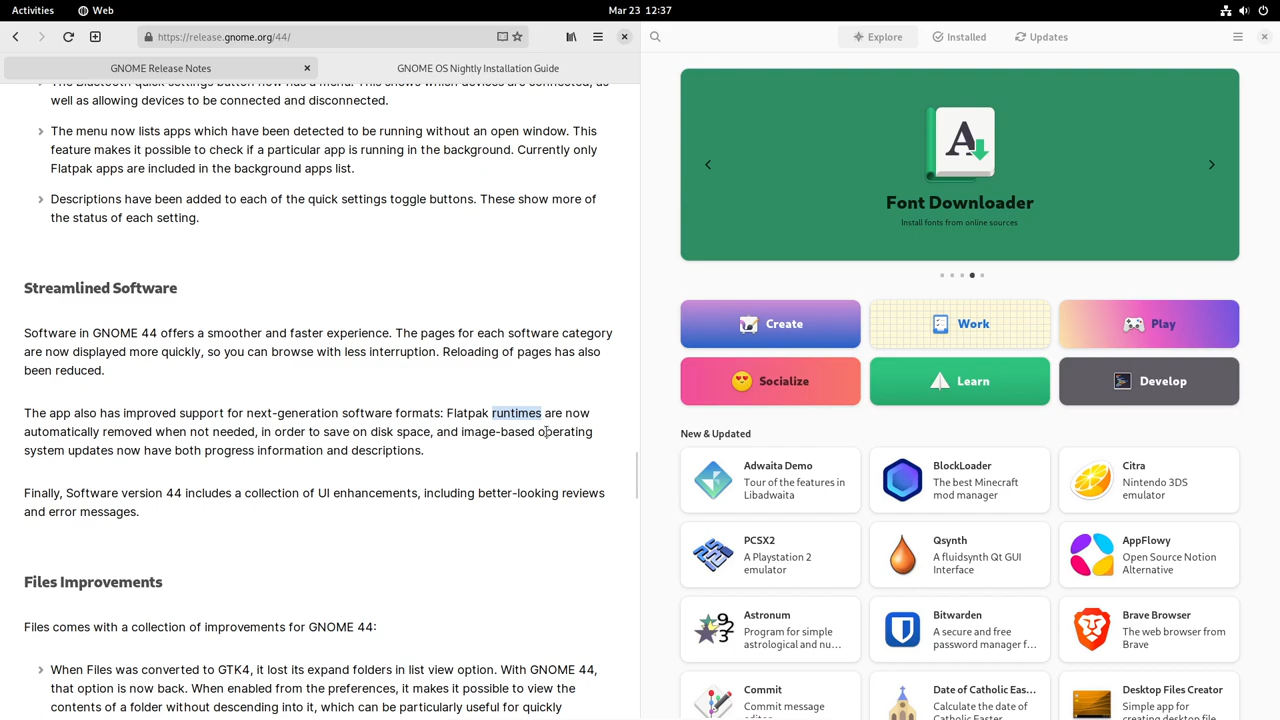 Activities
Web
Mar 23 12:37
https://release.gnome.org/44/
GNOME Release Notes
GNOME OS Nightly Installation Guide
well as allowing devices to be connected and disconnected.
The menu now lists apps which have been detected to be running without an open window. This
feature makes it possible to check if a particular app is running in the background. Currently only
Flatpak apps are included in the background apps list.
Descriptions have been added to each of the quick settings toggle buttons. These show more of
the status of each setting.
Streamlined Software
Software in GNOME 44 offers a smoother and faster experience. The pages for each software category
are now displayed more quickly, so you can browse with less interruption. Reloading of pages has also
been reduced.
The app also has improved support for next-generation software formats: Flatpak runtimes are now
automatically removed when not needed, in order to save on disk space, and image-based operating
system updates now have both progress information and descriptions.
Finally, Software version 44 includes a collection of UI enhancements, including better-looking reviews
and error messages.
Files Improvements
Files comes with a collection of improvements for GNOME 44:
When Files was converted to GTK4, it lost its expand folders in list view option. With GNOME 44,
that option is now back. When enabled from the preferences, it makes it possible to view the
contents of a folder without descending into it, which can be particularly useful for quickly
Explore
Installed
Updates
A
Font Downloader
Install fonts from online sources
Create
Work
Play
Socialize
Learn
Develop
New & Updated
Adwaita Demo
Tour of the features in
Libadwaita
BlockLoader
The best Minecraft
mod manager
Citra
Nintendo 3DS
emulator
PCSX2
A Playstation 2
emulator
Qsynth
A fluidsynth Qt GUI
Interface
AppFlowy
Open Source Notion
Alternative
Astronum
Program for simple
astrological and nu...
Bitwarden
A secure and free
password manager f...
Brave Browser
The web browser from
Brave
Commit
Commit message
Date of Catholic Eas...
Calculate the date of
Desktop Files Creator
Simple app for